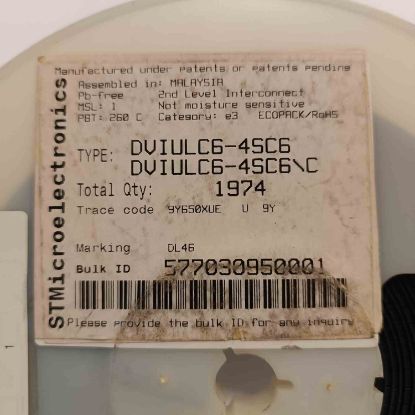 Manufactured under patents or patents pending
Assembled in: MALAYSIA
Pb-free 2nd Level Interconnect
MSL: 1 Not moisture sensitive
PBT: 260 C Category: e3 ECOPACK/RoHS
STMicroelectronics
TYPE: DVIULC6-4SC6
DVIULC6-4SC6\C
Total Qty: 1974
Trace code 9Y650XUE U 9Y
Marking DL46
Bulk ID 577030950001
Please provide the bulk ID for any inquiry
1